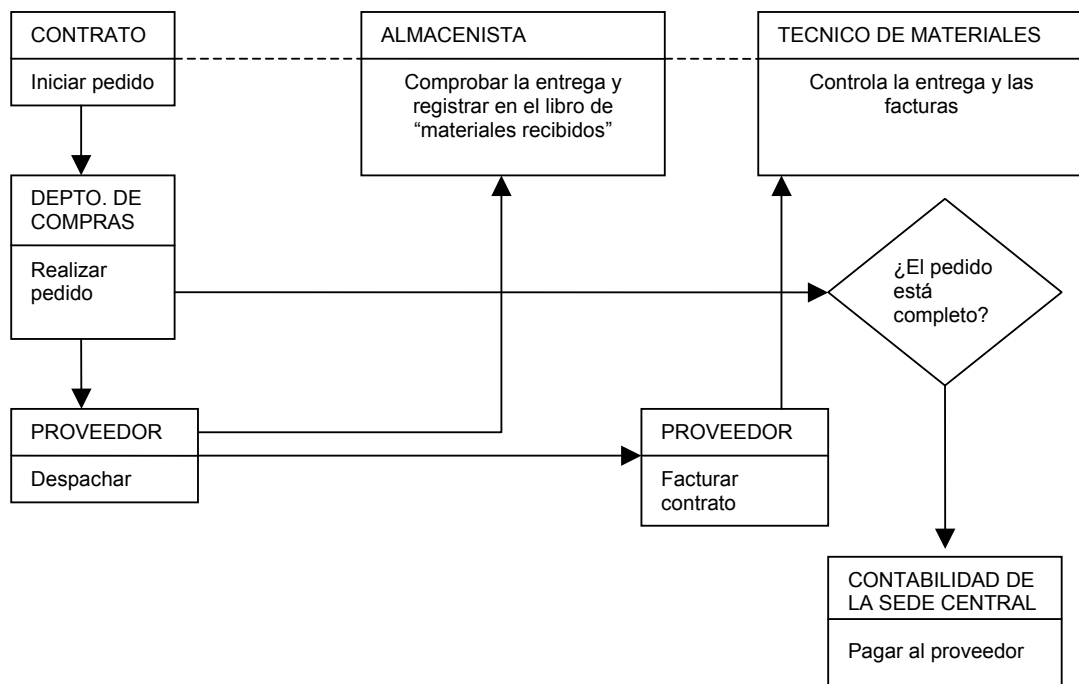 CONTRATO
Iniciar pedido
ALMACENISTA
Comprobar la entrega y
registrar en el libro de
“materiales recibidos”
TECNICO DE MATERIALES
Controla la entrega y las
facturas
DEPTO. DE
COMPRAS
Realizar
pedido
¿El pedido
está
completo?
PROVEEDOR
Despachar
PROVEEDOR
Facturar
contrato
CONTABILIDAD DE
LA SEDE CENTRAL
Pagar al proveedor